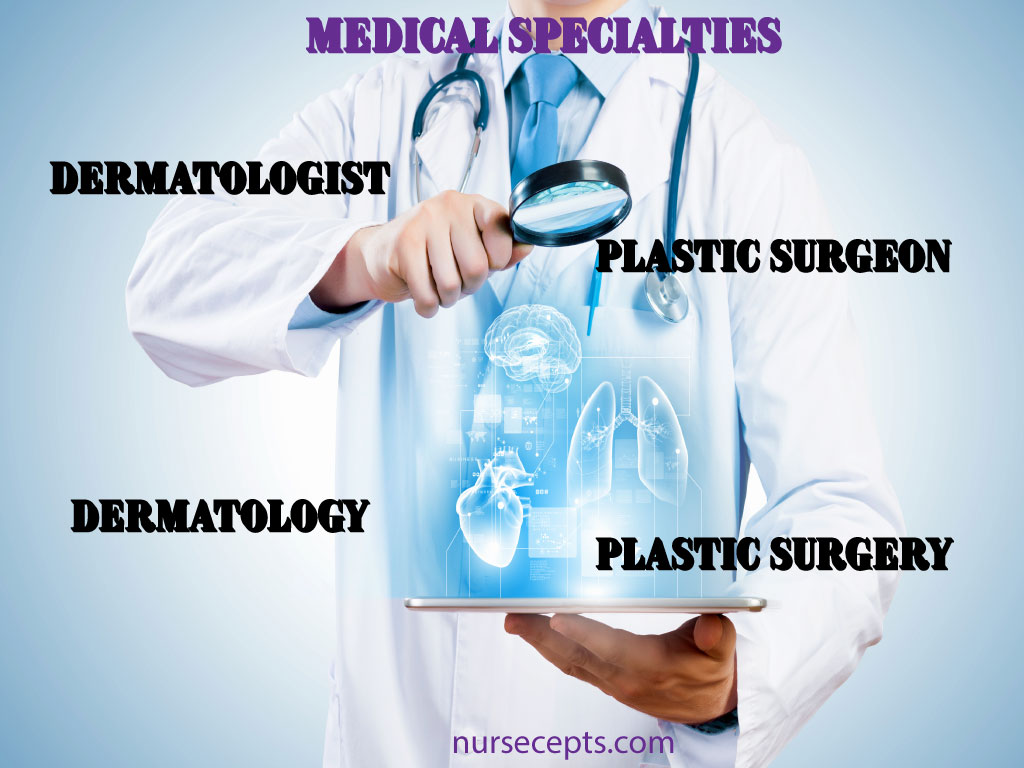 MEDICAL SPECIALTIES
DERMATOLOGIST
PLASTIC SURGEON
DERMATOLOGY
PLASTIC SURGERY
nursecepts.com